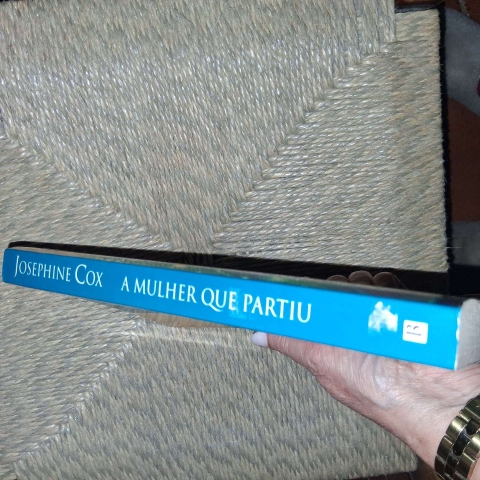 JOSEPHINE COX A MULHER QUE PARTIU